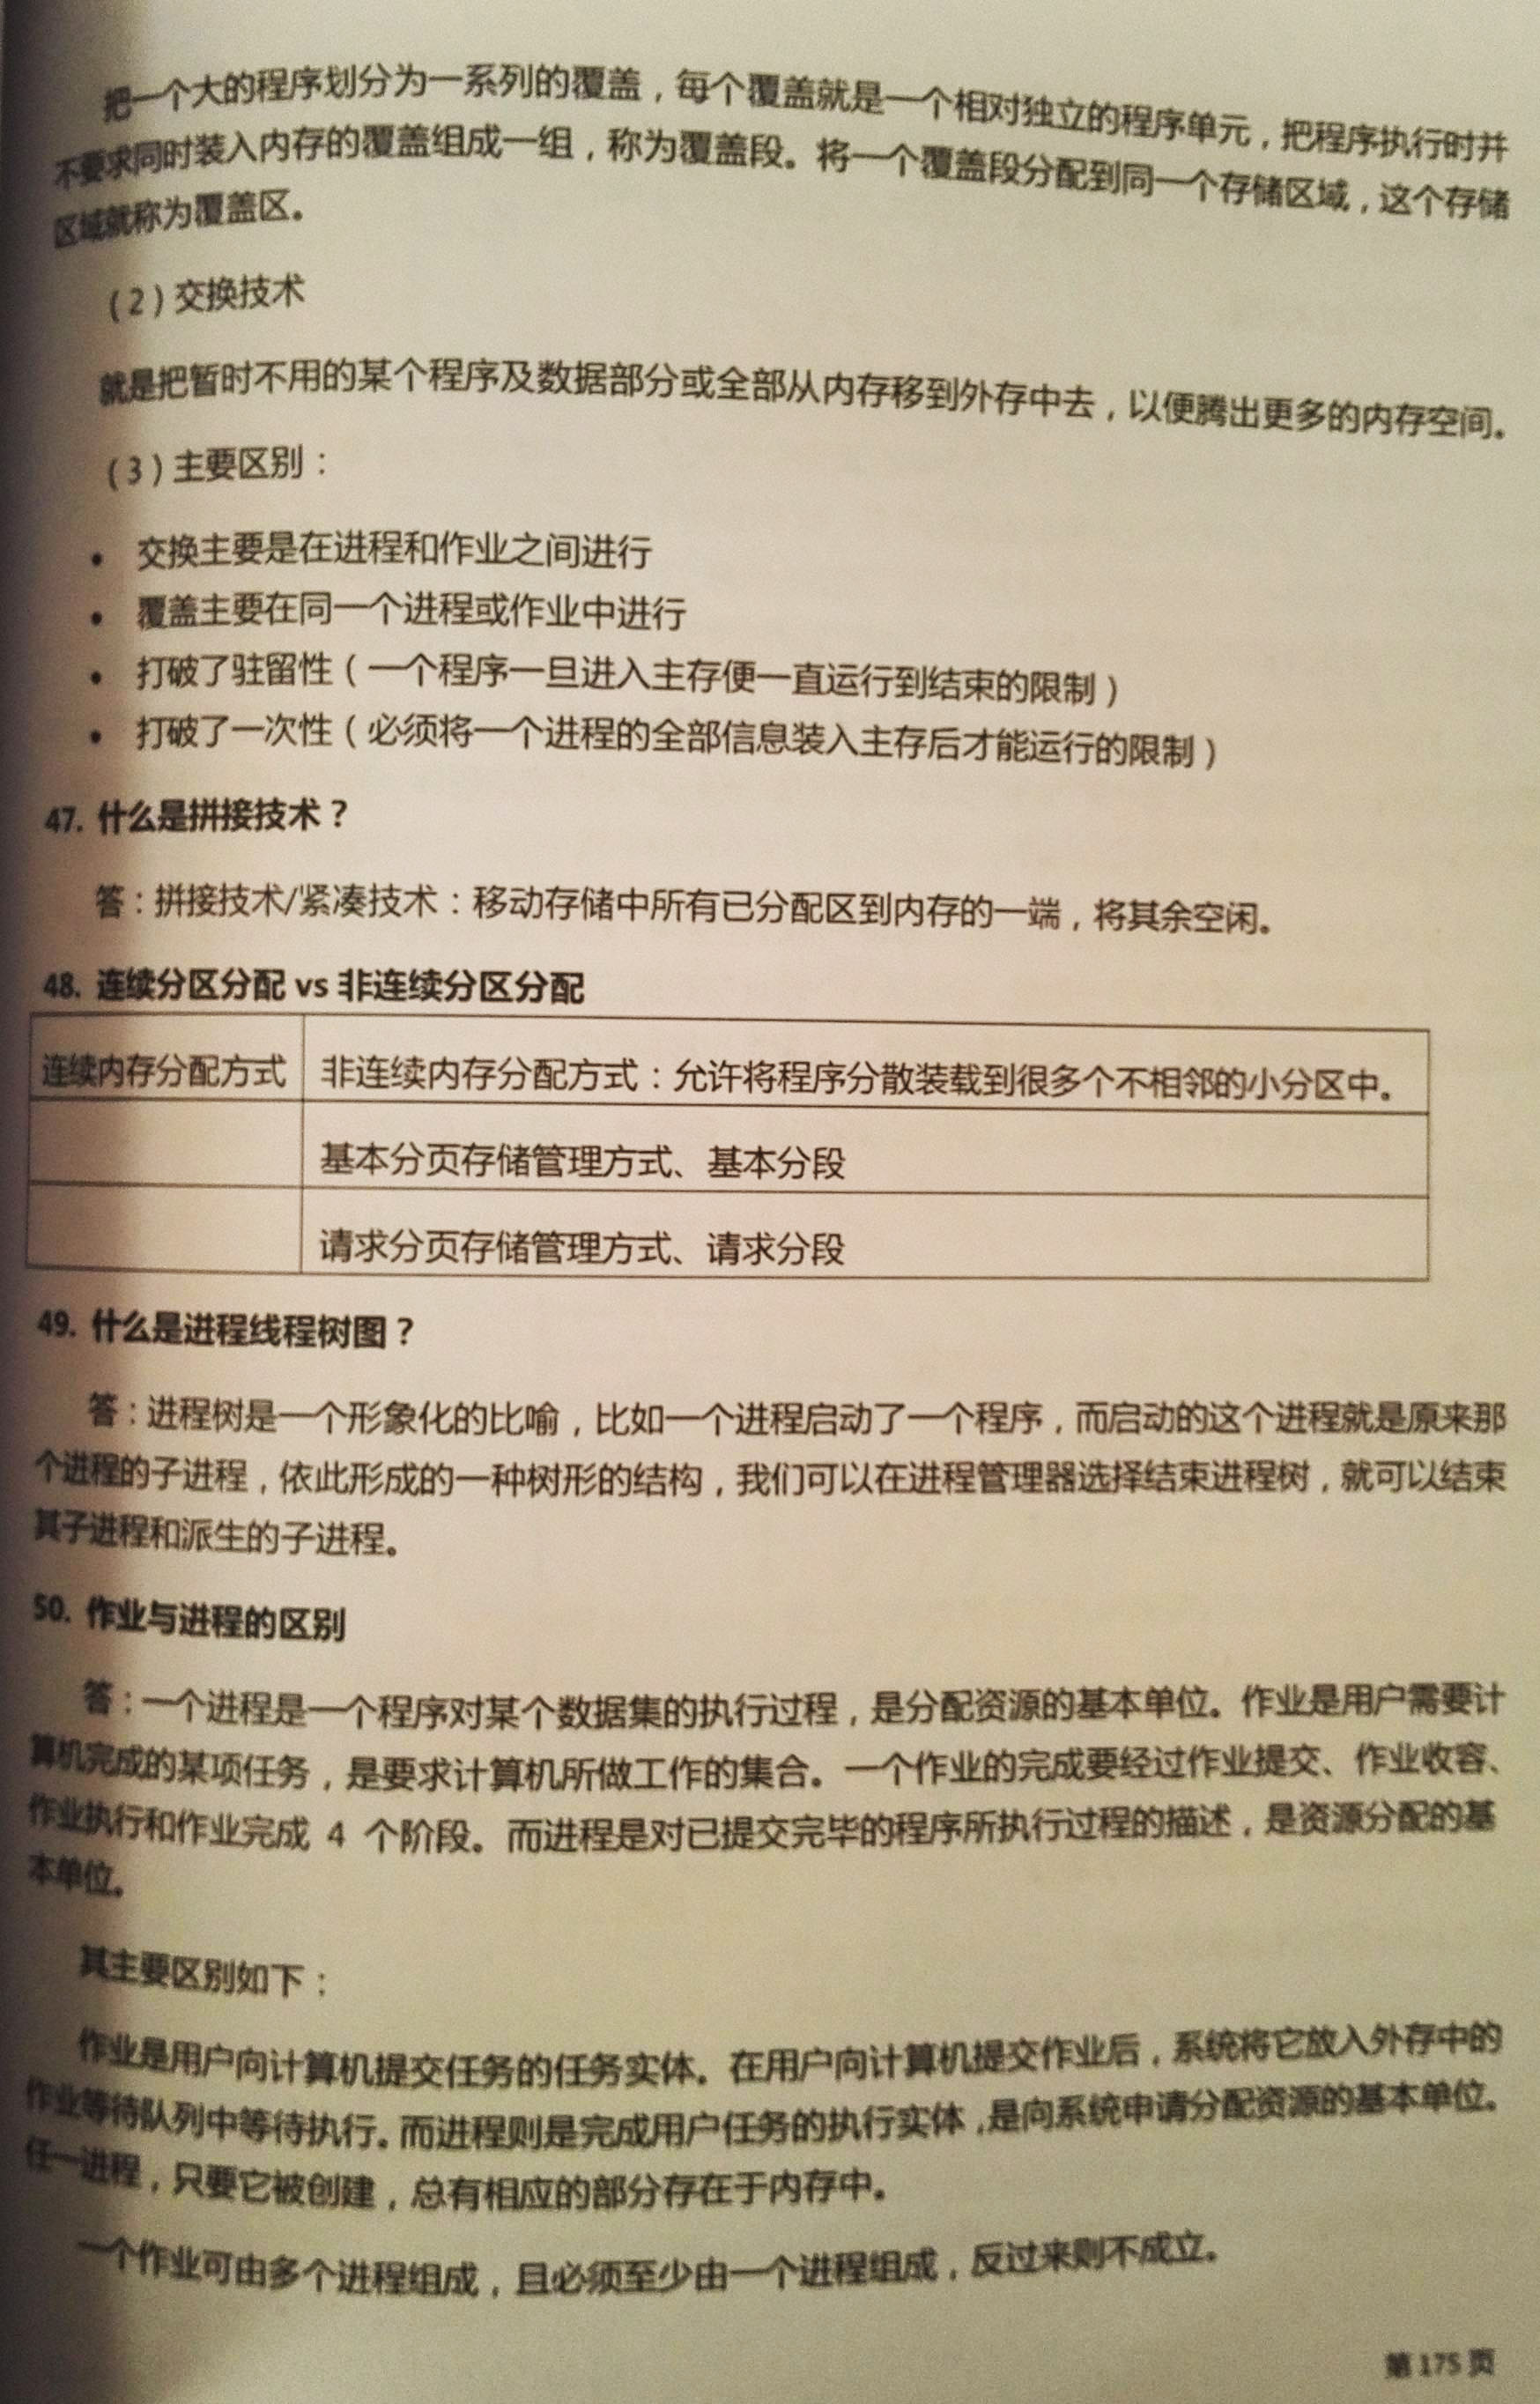 把一个大的程序划分为一系列的覆盖，每个覆盖就是一个相对独立的程序单元，把程序执行时并
不要求同时装入内存的覆盖组成一组，称为覆盖段。将一个覆盖段分配到同一个存储区域，这个存储
区域就称为覆盖区。
（2）交换技术
就是把暂时不用的某个程序及数据部分或全部从内存移到外存中去，以便腾出更多的内存空间。
（3）主要区别：
• 交换主要是在进程和作业之间进行
• 覆盖主要在同一个进程或作业中进行
• 打破了驻留性（一个程序一旦进入主存便一直运行到结束的限制）
• 打破了一次性（必须将一个进程的全部信息装入主存后才能运行的限制）
47. 什么是拼接技术？
答：拼接技术/紧凑技术：移动存储中所有已分配区到内存的一端，将其余空闲。
48. 连续分区分配 vs 非连续分区分配
连续内存分配方式 非连续内存分配方式：允许将程序分散装载到很多个不相邻的小分区中。
基本分页存储管理方式、基本分段
请求分页存储管理方式、请求分段
49. 什么是进程线程树图？
答：进程树是一个形象化的比喻，比如一个进程启动了一个程序，而启动的这个进程就是原来那
个进程的子进程，依此形成的一种树形的结构，我们可以在进程管理器选择结束进程树，就可以结束
其子进程和派生的子进程。
50. 作业与进程的区别
答：一个进程是一个程序对某个数据集的执行过程，是分配资源的基本单位。作业是用户需要计
算机完成的某项任务，是要求计算机所做工作的集合。一个作业的完成要经过作业提交、作业收容、
作业执行和作业完成 4 个阶段。而进程是对已提交完毕的程序所执行过程的描述，是资源分配的基
本单位。
其主要区别如下：
作业是用户向计算机提交任务的任务实体。在用户向计算机提交作业后，系统将它放入外存中的
作业等待队列中等待执行。而进程则是完成用户任务的执行实体，是向系统申请分配资源的基本单位。
任一进程，只要它被创建，总有相应的部分存在于内存中。
一个作业可由多个进程组成，且必须至少由一个进程组成，反过来则不成立。
第 175 页